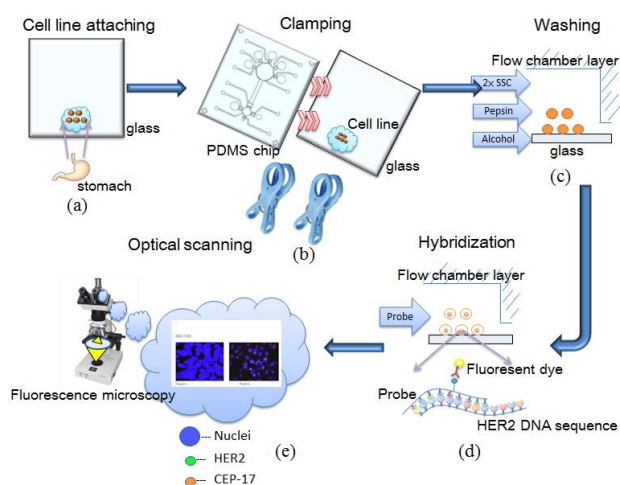 Cell line attaching
glass
stomach
(a)
Clamping
PDMS chip
Cell line
glass
(b)
Washing
Flow chamber layer
2x SSC
Pepsin
Alcohol
glass
(c)
Hybridization
Flow chamber layer
Probe
Fluoresent dye
Probe
HER2 DNA sequence
(d)
Optical scanning
Fluorescence microscopy
(e)
--- Nuclei
--- HER2
--- CEP-17